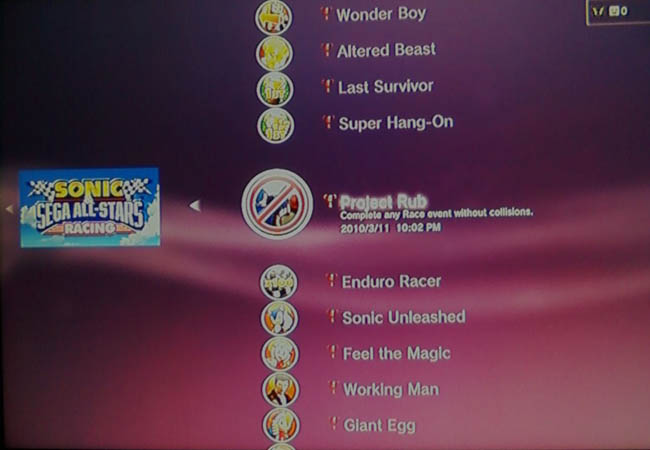 Wonder Boy
0
Altered Beast
Last Survivor
Super Hang-On
SONIC
SEGA ALL-STARS
RACING
Project Rub
Complete any Race event without collisions.
2010/3/11 10:02 PM
Enduro Racer
Sonic Unleashed
Feel the Magic
Working Man
Giant Egg